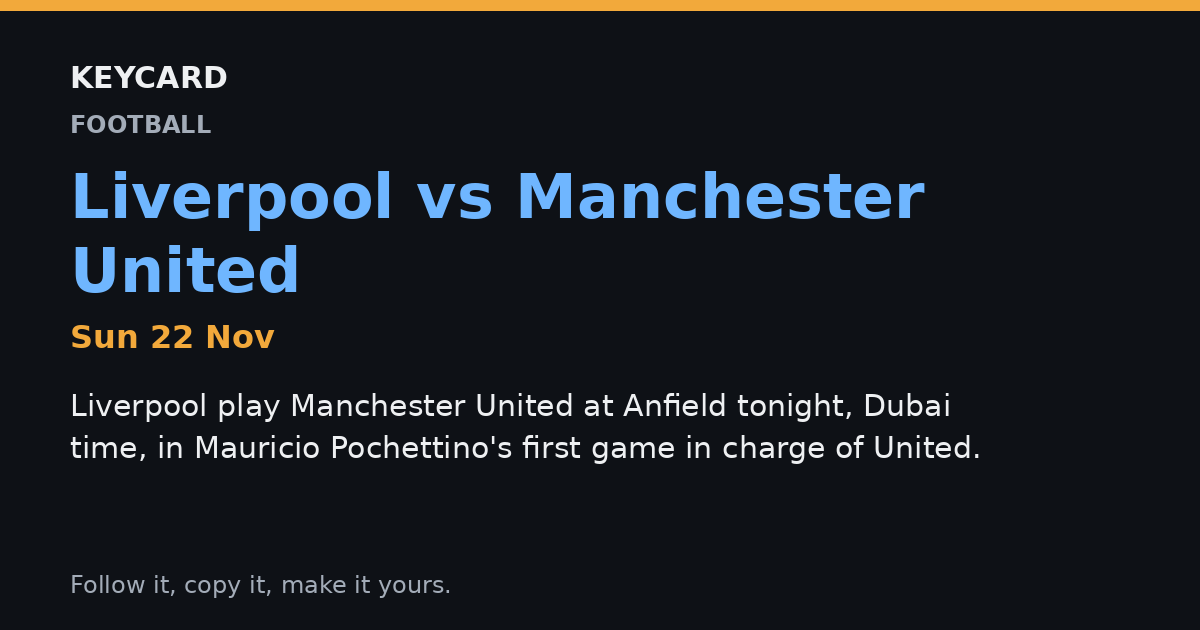 KEYCARD
FOOTBALL
Liverpool vs Manchester
United
Sun 22 Nov
Liverpool play Manchester United at Anfield tonight, Dubai
time, in Mauricio Pochettino's first game in charge of United.
Follow it, copy it, make it yours.